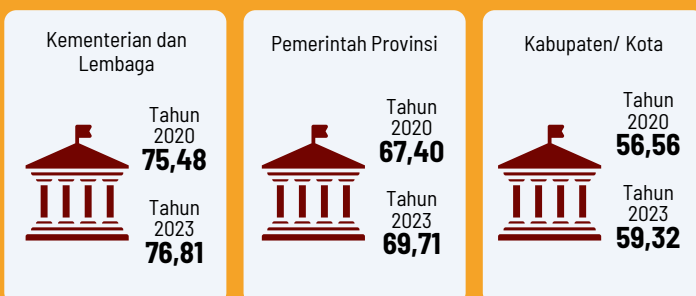 Kementerian dan
Lembaga
Tahun
2020
75,48
Tahun
2023
76,81
Pemerintah Provinsi
Tahun
2020
67,40
Tahun
2023
69,71
Kabupaten/ Kota
Tahun
2020
56,56
Tahun
2023
59,32